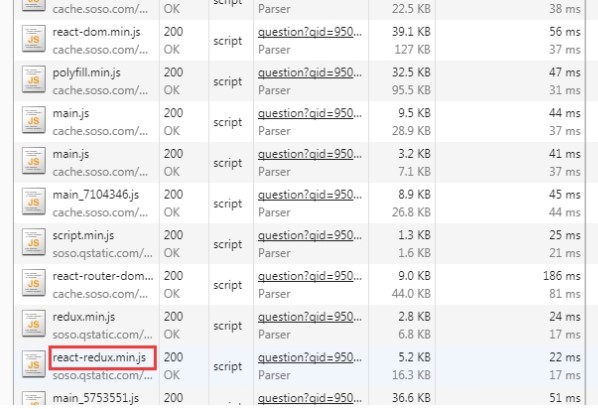 script
22.5 KB
38 ms
cache.soso.com/...
OK
Parser
react-dom.min.js
200
script
question?qid=950...
39.1 KB
56 ms
cache.soso.com/...
OK
Parser
127 KB
37 ms
polyfill.min.js
200
script
question?qid=950...
32.5 KB
47 ms
cache.soso.com/...
OK
Parser
95.5 KB
31 ms
main.js
200
script
question?qid=950...
9.5 KB
44 ms
cache.soso.com/...
OK
Parser
28.9 KB
37 ms
main.js
200
script
question?qid=950...
3.2 KB
41 ms
cache.soso.com/...
OK
Parser
7.1 KB
37 ms
main_7104346.js
200
script
question?qid=950...
8.9 KB
45 ms
cache.soso.com/...
OK
Parser
26.8 KB
44 ms
script.min.js
200
script
question?qid=950...
1.3 KB
25 ms
soso.qstatic.com/...
OK
Parser
1.6 KB
21 ms
react-router-dom...
200
script
question?qid=950...
9.0 KB
186 ms
cache.soso.com/...
OK
Parser
44.0 KB
81 ms
redux.min.js
200
script
question?qid=950...
2.8 KB
24 ms
soso.qstatic.com/...
OK
Parser
6.8 KB
17 ms
react-redux.min.js
200
script
question?qid=950...
5.2 KB
22 ms
soso.qstatic.com/...
OK
Parser
16.3 KB
17 ms
main_5753551.js
200
script
question?qid=950...
36.6 KB
51 ms